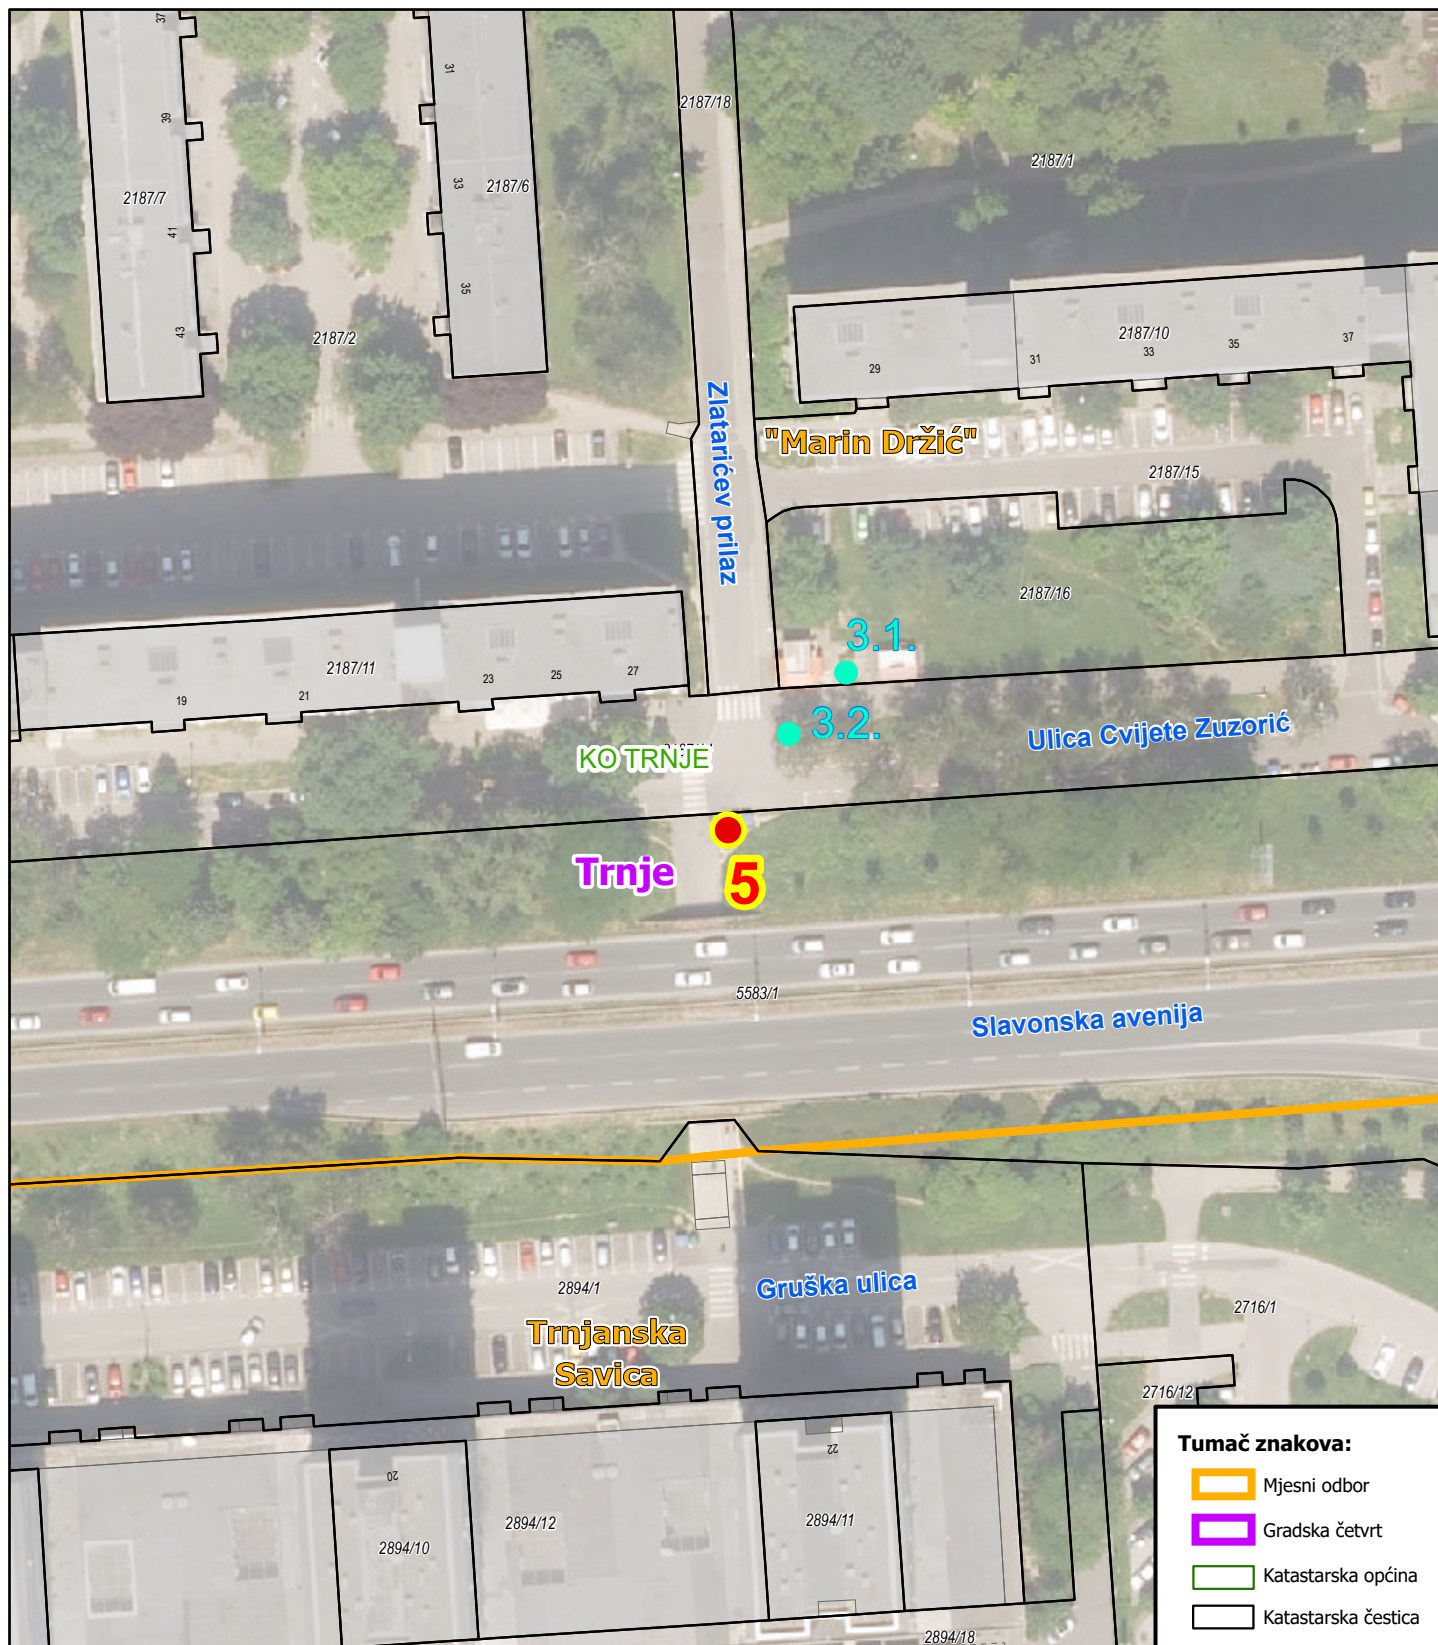 37
31
2187/18
39
2187/1
33
2187/6
2187/7
41
35
43
2187/2
2187/10
37
35
33
31
29
Zlatarićev prilaz
"Marin Držić"
2187/15
2187/16
3.1.
2187/11
27
25
23
21
19
3.2.
Ulica Cvijete Zuzorić
KO TRNJE
Trnje
5
5583/1
Slavonska avenija
2894/1
Gruška ulica
2716/1
Trnjanska
Savica
2716/12
Tumač znakova:
Mjesni odbor
Gradska četvrt
Katastarska općina
Katastarska čestica
22
20
2894/12
2894/11
2894/10
2894/18